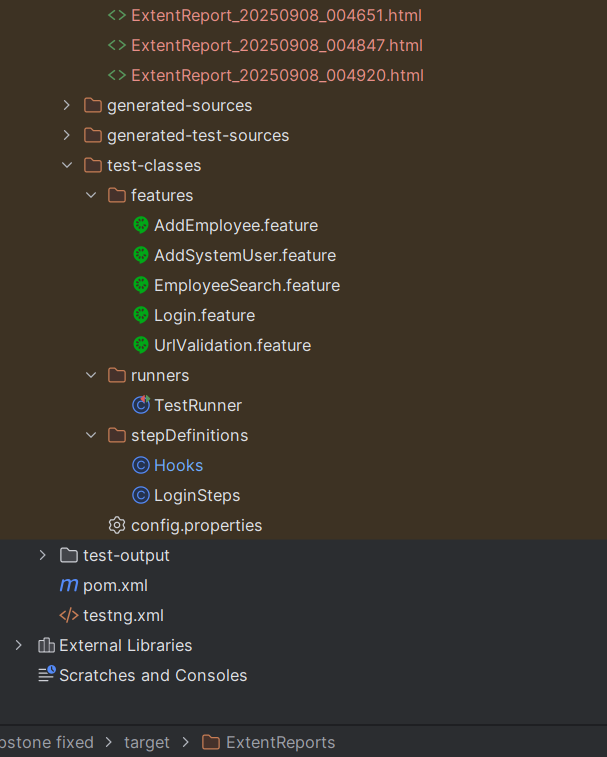 ExtentReport_20250908_004651.html
ExtentReport_20250908_004847.html
ExtentReport_20250908_004920.html
generated-sources
generated-test-sources
test-classes
features
AddEmployee.feature
AddSystemUser.feature
EmployeeSearch.feature
Login.feature
UrlValidation.feature
runners
TestRunner
stepDefinitions
Hooks
LoginSteps
config.properties
test-output
pom.xml
testng.xml
External Libraries
Scratches and Consoles
pstone fixed > target > ExtentReports